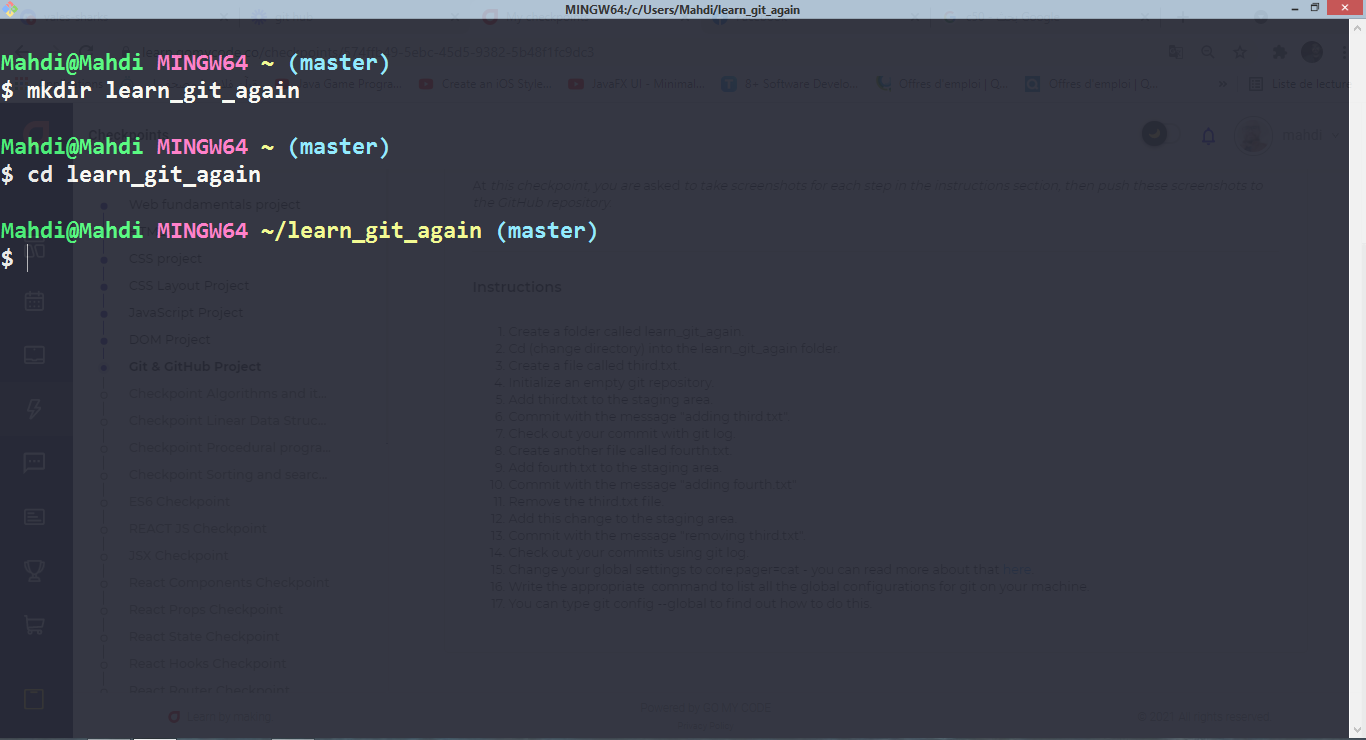 MINGW64:/c/Users/Mahdi/learn_git_again
Mahdi@Mahdi MINGW64 ~ (master)
$ mkdir learn_git_again
Mahdi@Mahdi MINGW64 ~ (master)
$ cd learn_git_again
Mahdi@Mahdi MINGW64 ~/learn_git_again (master)
$
Java Game Progra...
Create an iOS Style...
JavaFX UI - Minimal...
8+ Software Develo...
Offres d'emploi | Q...
Offres d'emploi | Q...
»
Liste de lecture
Checkpoints
mahdi
Web fundamentals project
CSS project
CSS Layout Project
JavaScript Project
DOM Project
Git & GitHub Project
Checkpoint Algorithms and it...
Checkpoint Linear Data Struc...
Checkpoint Procedural progra...
Checkpoint Sorting and searc...
ES6 Checkpoint
REACT JS Checkpoint
JSX Checkpoint
React Components Checkpoint
React Props Checkpoint
React State Checkpoint
React Hooks Checkpoint
React Router Checkpoint
Learn by making
At this checkpoint, you are asked to take screenshots for each step in the instructions section, then push these screenshots to
the GitHub repository.
Instructions
1. Create a folder called learn_git_again.
2. Cd (change directory) into the learn_git_again folder.
3. Create a file called third.txt.
4. Initialize an empty git repository.
5. Add third.txt to the staging area.
6. Commit with the message "adding third.txt".
7. Check out your commit with git log.
8. Create another file called fourth.txt.
9. Add fourth.txt to the staging area
10. Commit with the message "adding fourth.txt"
11. Remove the third.txt file.
12. Add this change to the staging area.
13. Commit with the message "removing third.txt"
14. Check out your commits using git log.
15. Change your global settings to core.pager=cat - you can read more about that here.
16. Write the appropriate command to list all the global configurations for git on your machine.
17. You can type git config --global to find out how to do this.
Powered by GO MY CODE
© 2021 All rights reserved.